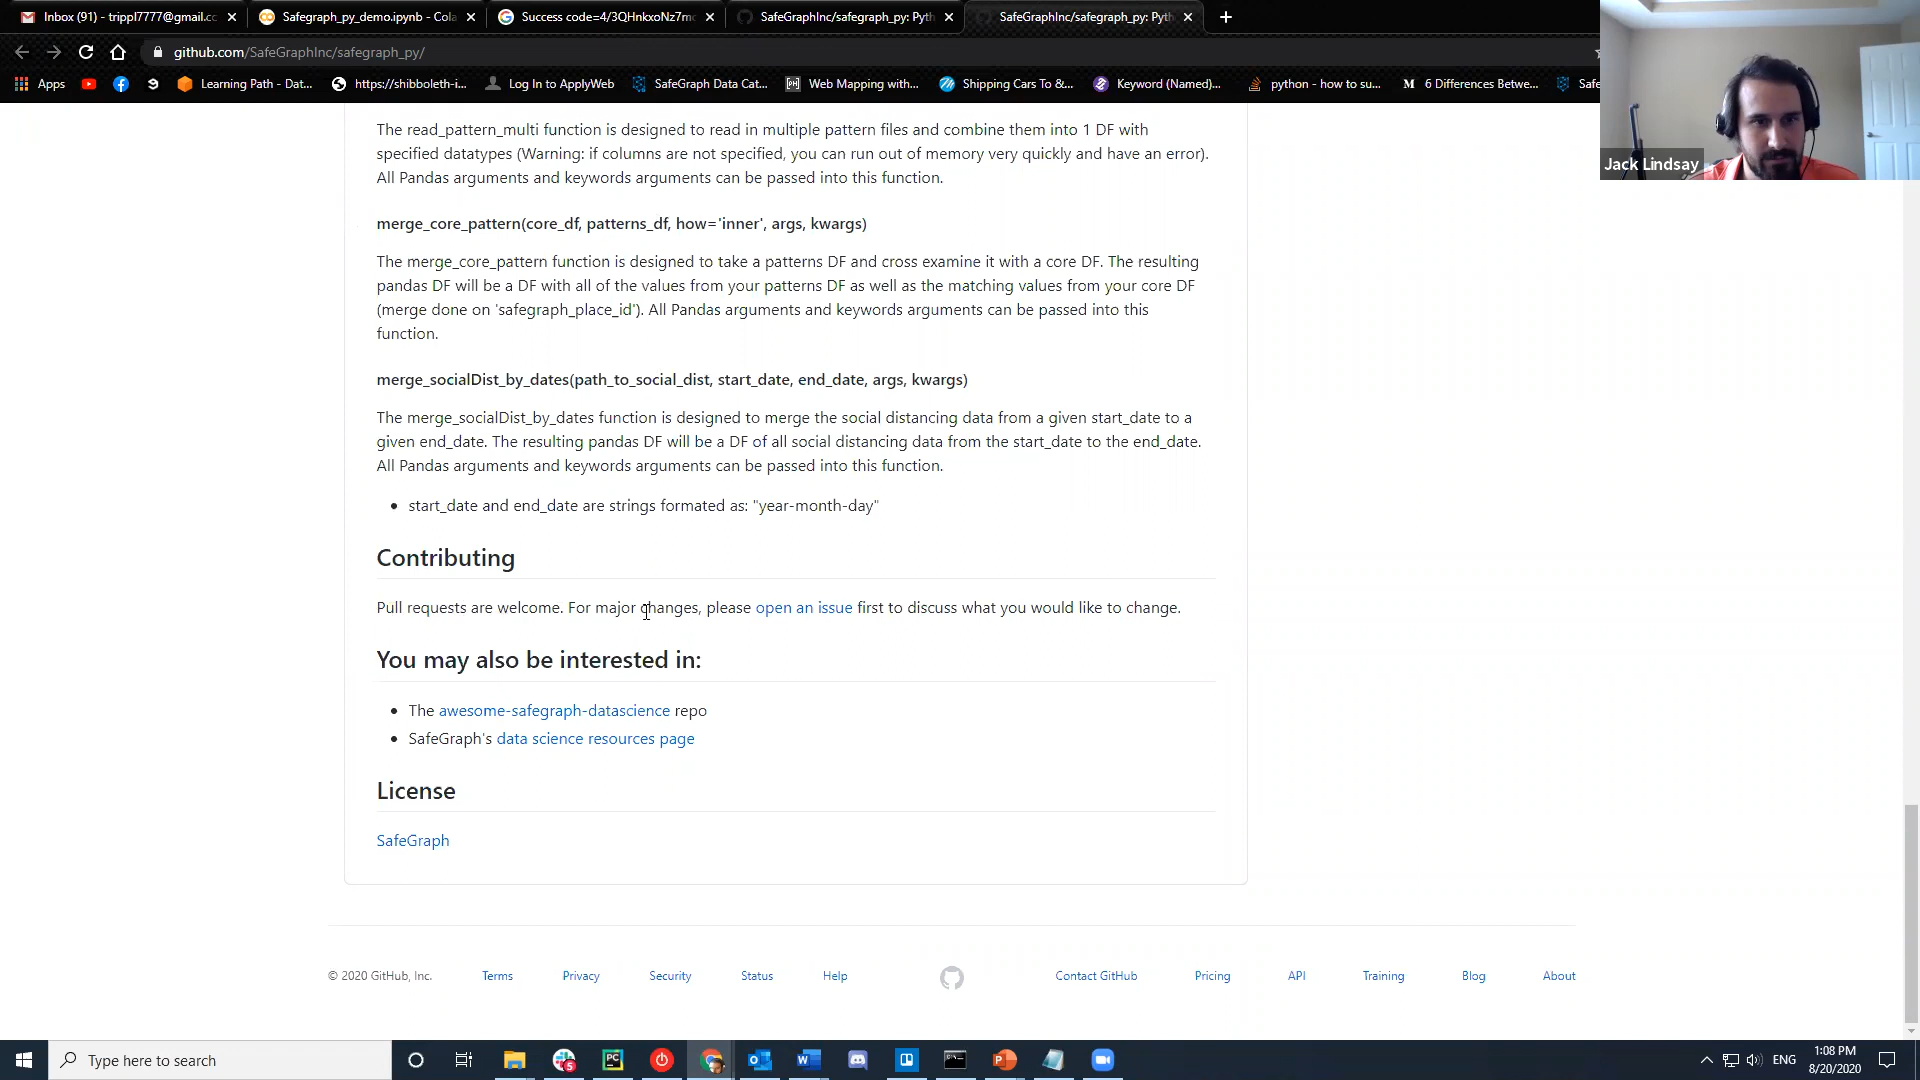 Inbox (91) - trippl7777@gmail.cc
Safegraph_py_demo.ipynb - Cola
Success code=4/3QHnkxoNz7m
SafeGraphInc/safegraph_py: Pyth
SafeGraphInc/safegraph_py: Pyth
github.com/SafeGraphInc/safegraph_py/
Apps
Learning Path - Dat...
https://shibboleth-i...
Log In to ApplyWeb
SafeGraph Data Cat...
Web Mapping with...
Shipping Cars To &...
Keyword (Named)...
python - how to su...
6 Differences Betwe...
Safe
Jack Lindsay
The read_pattern_multi function is designed to read in multiple pattern files and combine them into 1 DF with
specified datatypes (Warning: if columns are not specified, you can run out of memory very quickly and have an error).
All Pandas arguments and keywords arguments can be passed into this function.
merge_core_pattern(core_df, patterns_df, how='inner', args, kwargs)
The merge_core_pattern function is designed to take a patterns DF and cross examine it with a core DF. The resulting
pandas DF will be a DF with all of the values from your patterns DF as well as the matching values from your core DF
(merge done on 'safegraph_place_id'). All Pandas arguments and keywords arguments can be passed into this
function.
merge_socialDist_by_dates(path_to_social_dist, start_date, end_date, args, kwargs)
The merge_socialDist_by_dates function is designed to merge the social distancing data from a given start_date to a
given end_date. The resulting pandas DF will be a DF of all social distancing data from the start_date to the end_date.
All Pandas arguments and keywords arguments can be passed into this function.
• start_date and end_date are strings formated as: "year-month-day"
Contributing
Pull requests are welcome. For major changes, please open an issue first to discuss what you would like to change.
You may also be interested in:
• The awesome-safegraph-datascience repo
• SafeGraph's data science resources page
License
SafeGraph
© 2020 GitHub, Inc.
Terms
Privacy
Security
Status
Help
Contact GitHub
Pricing
API
Training
Blog
About
Type here to search
ENG
1:08 PM
8/20/2020